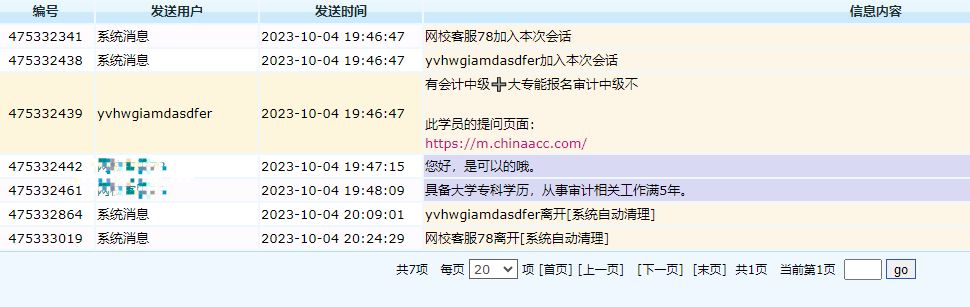 编号 发送用户 发送时间 信息内容
475332341 系统消息 2023-10-04 19:46:47 网校客服78加入本次会话
475332438 系统消息 2023-10-04 19:46:47 yvhwgiamdasdfer加入本次会话
475332439 yvhwgiamdasdfer 2023-10-04 19:46:47 有会计中级➕大专能报名审计中级不
此学员的提问页面：
https://m.chinaacc.com/
475332442 2023-10-04 19:47:15 您好，是可以的哦。
475332461 2023-10-04 19:48:09 具备大学专科学历，从事审计相关工作满5年。
475332864 系统消息 2023-10-04 20:09:01 yvhwgiamdasdfer离开[系统自动清理]
475333019 系统消息 2023-10-04 20:24:29 网校客服78离开[系统自动清理]
共7项 每页 20 项 [首页] [上一页] [下一页] [末页] 共1页 当前第1页 go